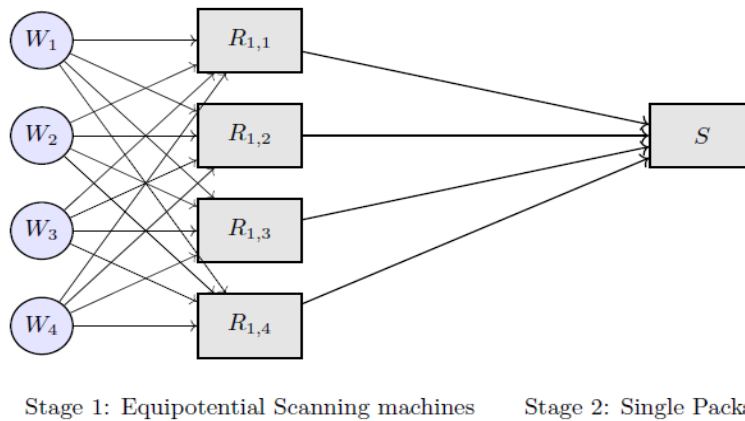 W1 R1,1
W2 R1,2 S
W3 R1,3
W4 R1,4
Stage 1: Equipotential Scanning machines Stage 2: Single